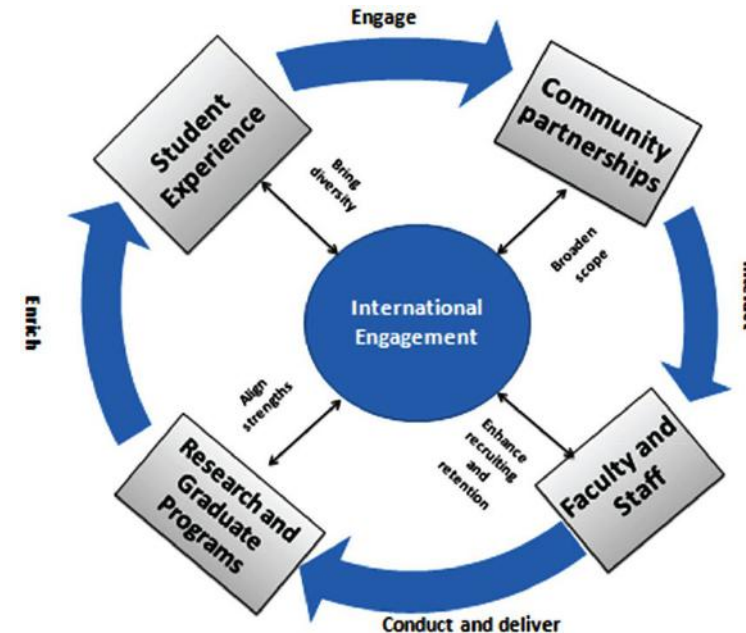 Engage
Student
Experience
Community
partnerships
Bring
diversity
Broaden
scope
International
Engagement
Enrich
Align
strengths
Enhance
recruiting
and
retention
Research and
Graduate
Programs
Faculty and
Staff
Conduct and deliver